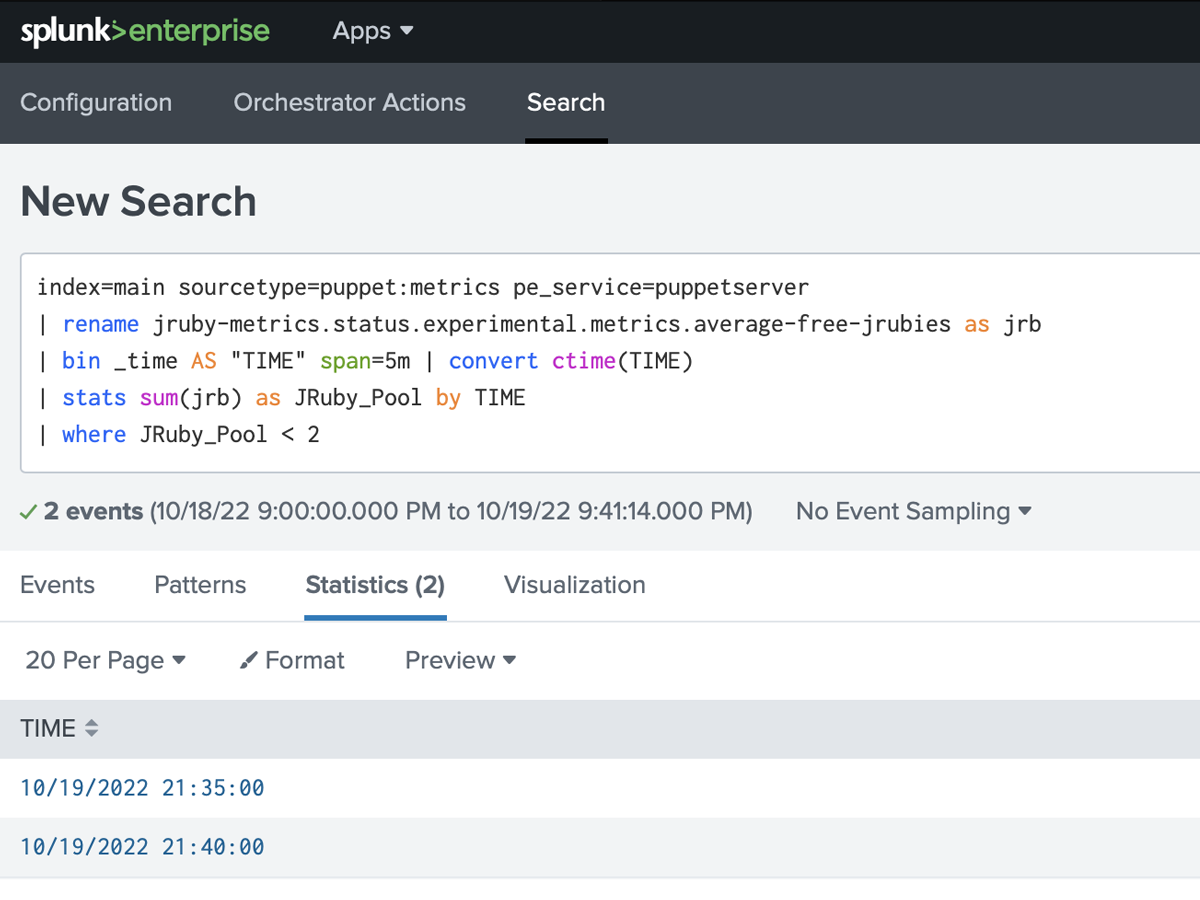 splunk>enterprise Apps
Configuration Orchestrator Actions Search
New Search
index=main sourcetype=puppet:metrics pe_service=puppetserver
| rename jruby-metrics.status.experimental.metrics.average-free-jrubies as jrb
| bin _time AS "TIME" span=5m | convert ctime(TIME)
| stats sum(jrb) as JRuby_Pool by TIME
| where JRuby_Pool < 2
2 events (10/18/22 9:00:00.000 PM to 10/19/22 9:41:14.000 PM) No Event Sampling
Events Patterns Statistics (2) Visualization
20 Per Page Format Preview
TIME
10/19/2022 21:35:00
10/19/2022 21:40:00